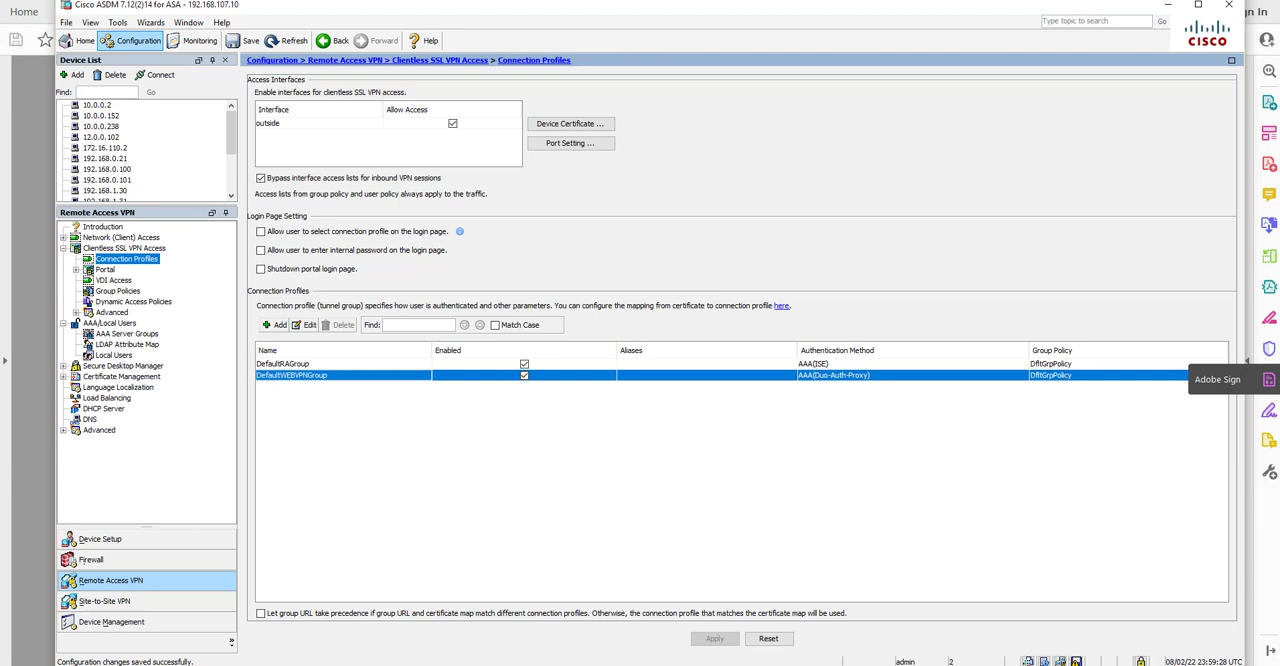 Home
Cisco ASDM 7.12(2)14 for ASA - 192.168.107.10
File View Tools Wizards Window Help
Type topic to search Go
Home Configuration Monitoring Save Refresh Back Forward Help
CISCO
Device List
Add Delete Connect
Find: Go
10.0.0.2
10.0.0.152
10.0.0.238
12.0.0.102
172.16.110.2
192.168.0.21
192.168.0.100
192.168.0.101
192.168.1.30
192.168.1.31
Remote Access VPN
Introduction
Network (Client) Access
Clientless SSL VPN Access
Connection Profiles
Portal
VDI Access
Group Policies
Dynamic Access Policies
Advanced
AAA/Local Users
AAA Server Groups
LDAP Attribute Map
Local Users
Secure Desktop Manager
Certificate Management
Language Localization
Load Balancing
DHCP Server
DNS
Advanced
Device Setup
Firewall
Remote Access VPN
Site-to-Site VPN
Device Management
Configuration > Remote Access VPN > Clientless SSL VPN Access > Connection Profiles
Access Interfaces
Enable interfaces for clientless SSL VPN access.
Interface Allow Access
outside
Device Certificate ...
Port Setting ...
Bypass interface access lists for inbound VPN sessions
Access lists from group policy and user policy always apply to the traffic.
Login Page Setting
Allow user to select connection profile on the login page.
Allow user to enter internal password on the login page.
Shutdown portal login page.
Connection Profiles
Connection profile (tunnel group) specifies how user is authenticated and other parameters. You can configure the mapping from certificate to connection profile here.
Add Edit Delete Find: Match Case
Name Enabled Aliases Authentication Method Group Policy
DefaultRAGroup AAA(ISE) DfltGrpPolicy
DefaultWEBVPNGroup AAA(Duo-Auth-Proxy) DfltGrpPolicy
Adobe Sign
Let group URL take precedence if group URL and certificate map match different connection profiles. Otherwise, the connection profile that matches the certificate map will be used.
Apply Reset
Configuration changes saved successfully. admin 2 08/02/22 23:59:28 UTC